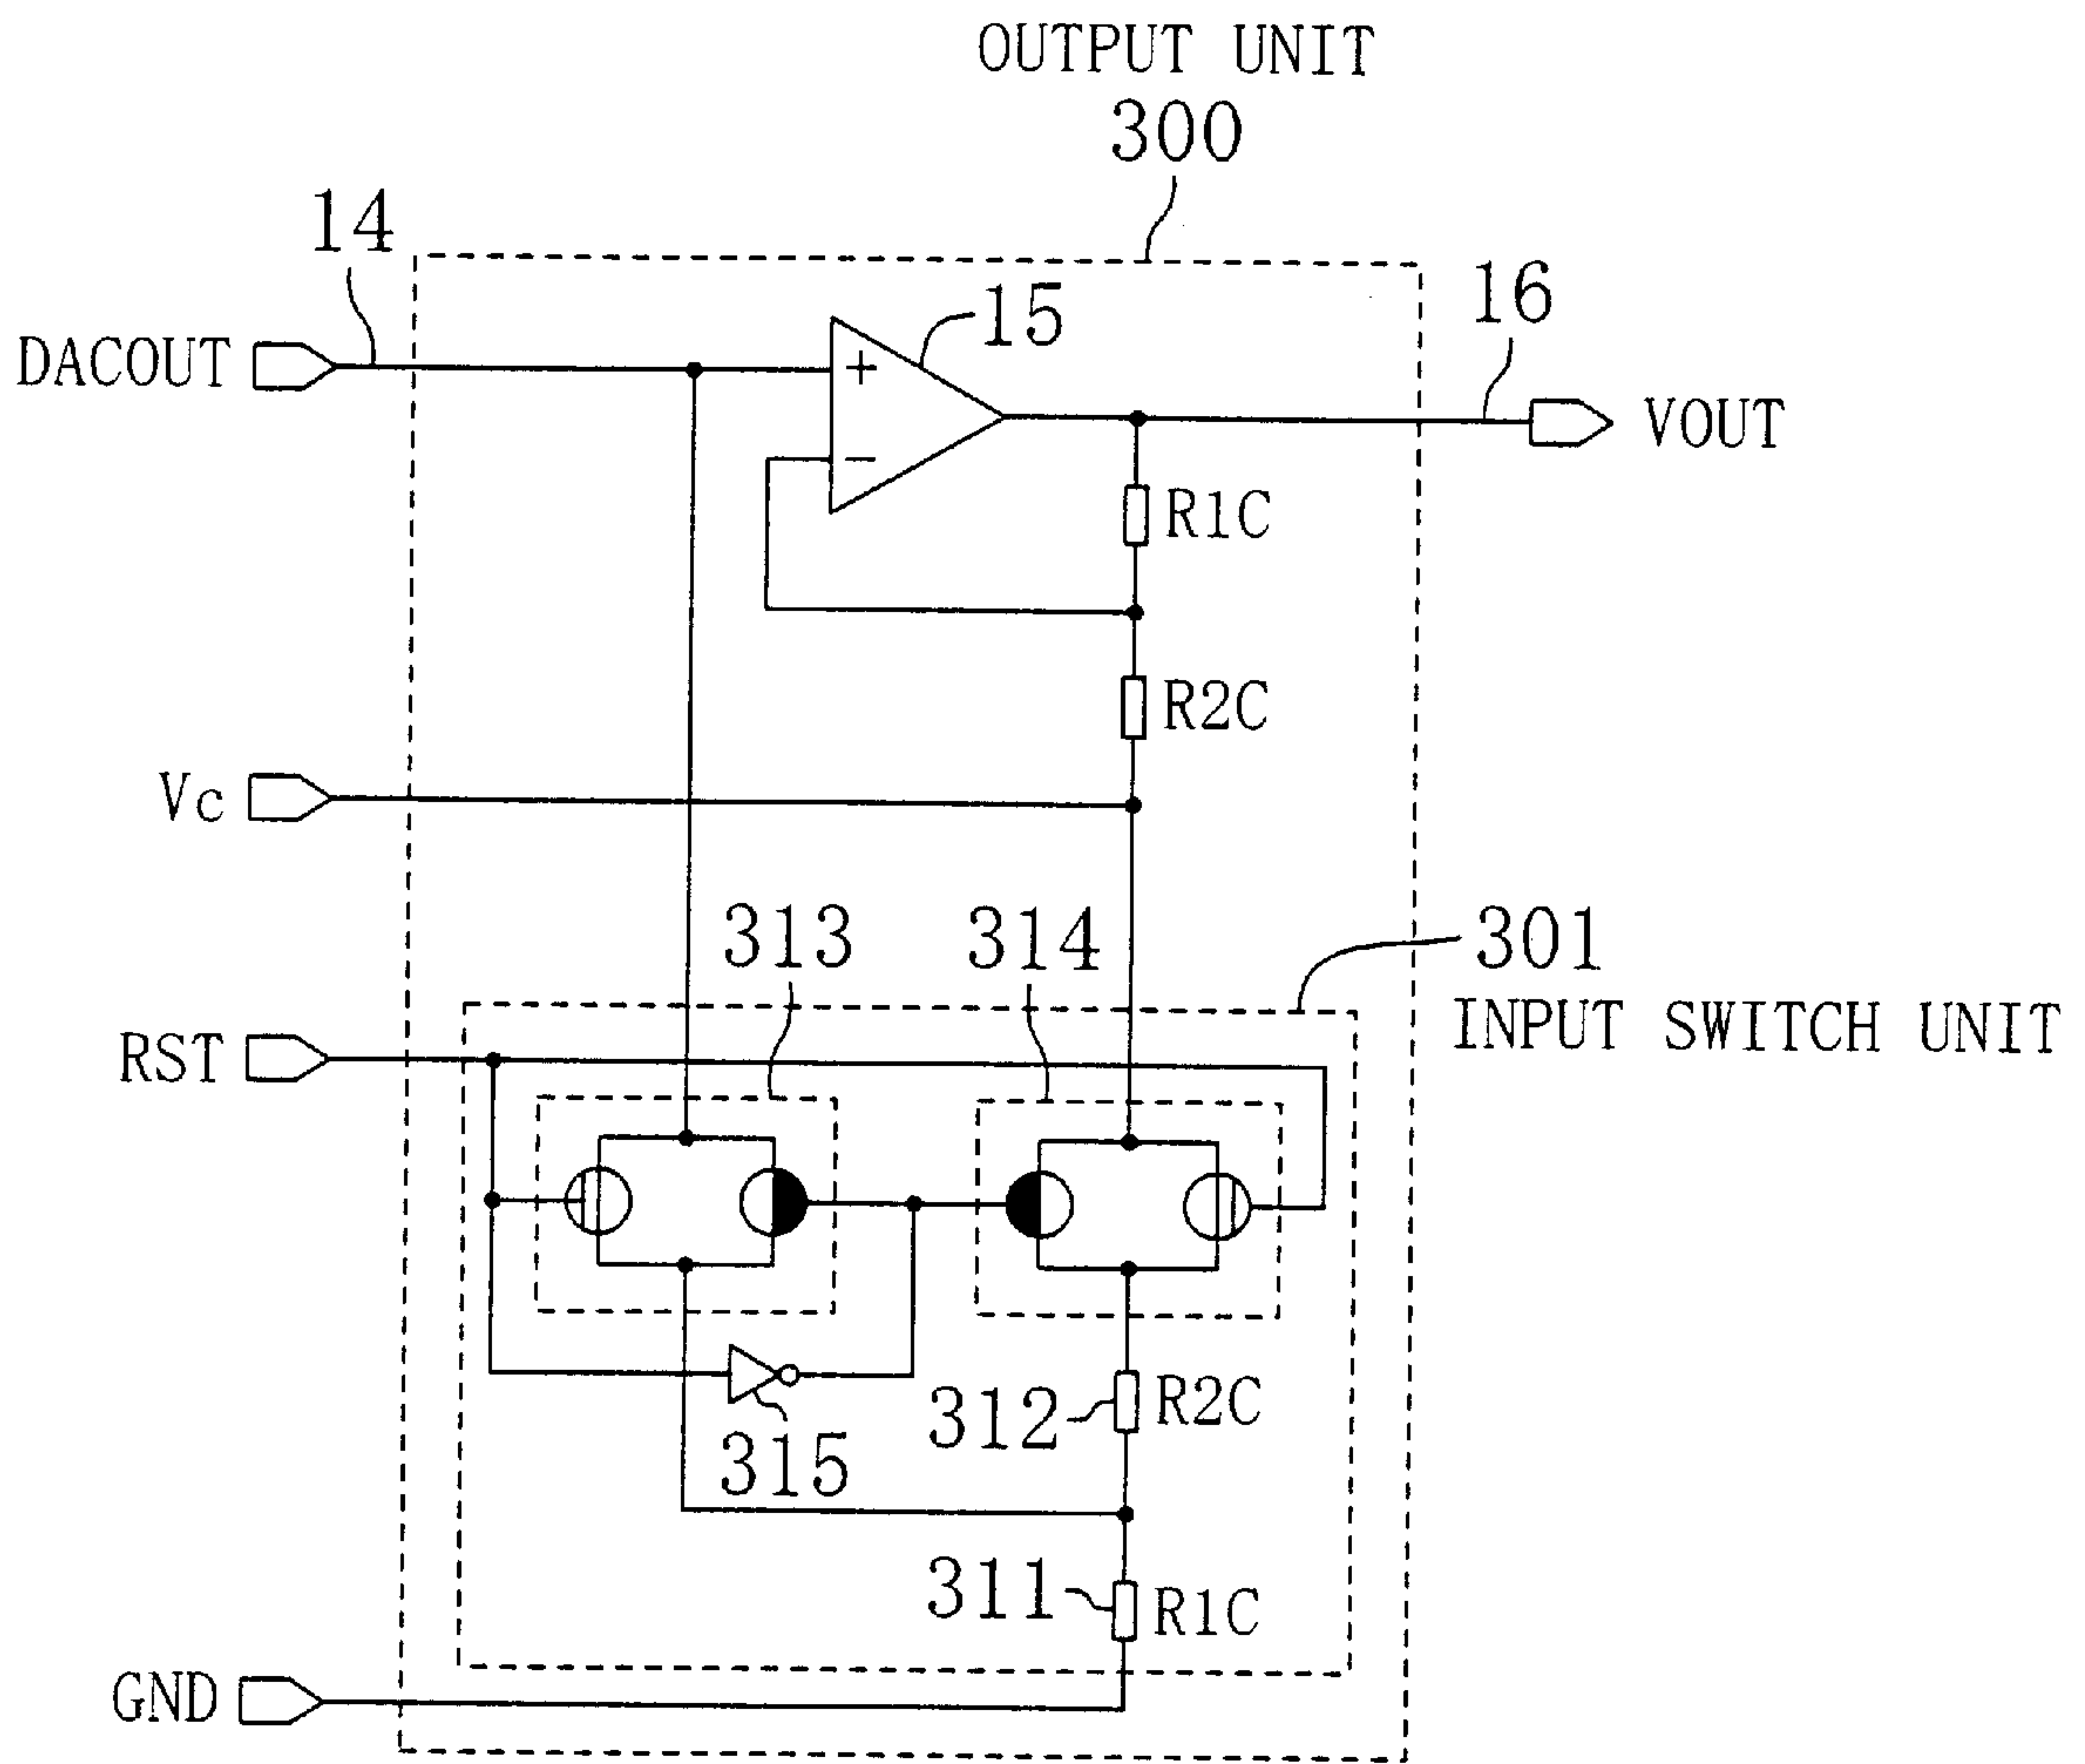 OUTPUT UNIT
300
14
15
16
DACOUT
+
VOUT
−
R1C
R2C
Vc
313
314
301
INPUT SWITCH UNIT
RST
312
R2C
315
311
R1C
GND